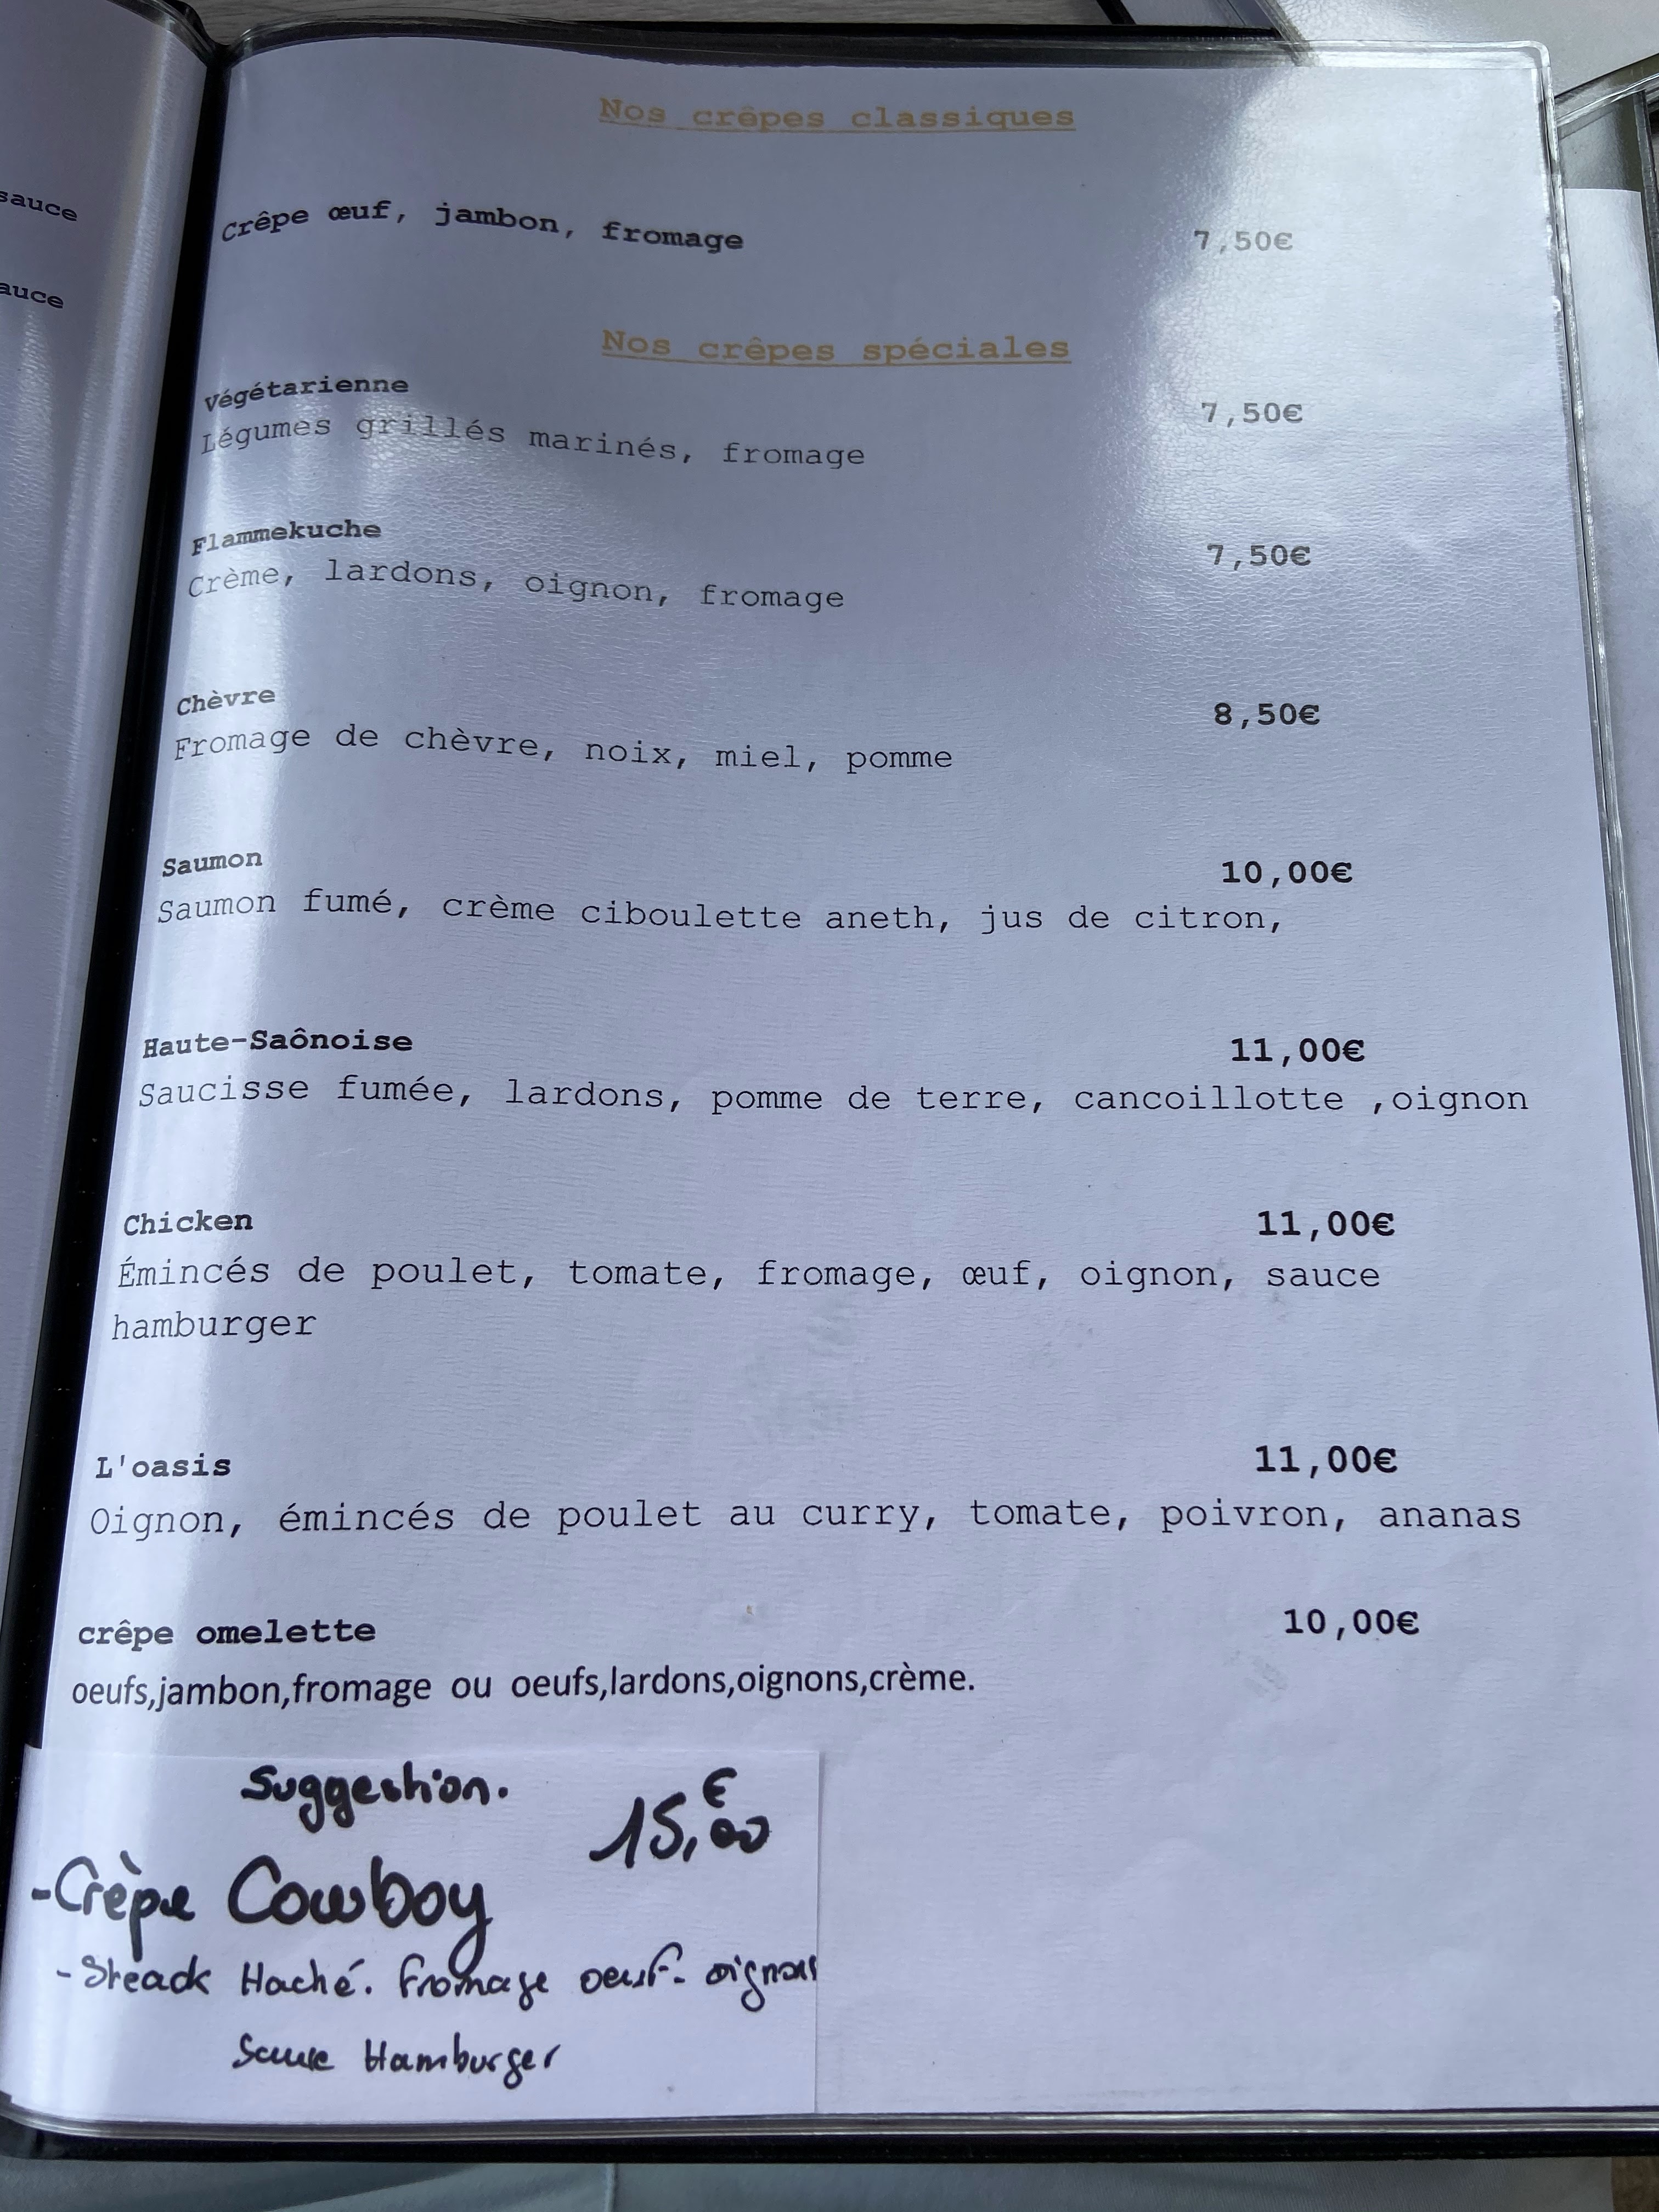 sauce
auce
Nos crêpes classiques
Crêpe œuf, jambon, fromage 7,50€
Nos crêpes spéciales
Végétarienne 7,50€
Légumes grillés marinés, fromage
Flammekuche 7,50€
Crème, lardons, oignon, fromage
Chèvre 8,50€
Fromage de chèvre, noix, miel, pomme
Saumon 10,00€
Saumon fumé, crème ciboulette aneth, jus de citron,
Haute-Saônoise 11,00€
Saucisse fumée, lardons, pomme de terre, cancoillotte ,oignon
Chicken 11,00€
Émincés de poulet, tomate, fromage, œuf, oignon, sauce
hamburger
L'oasis 11,00€
Oignon, émincés de poulet au curry, tomate, poivron, ananas
crêpe omelette 10,00€
oeufs,jambon,fromage ou oeufs,lardons,oignons,crème.
Suggestion.
15,00€
-Crèpe Cowboy
-Steack Haché. fromage oeuf- oignons
Sauce Hamburger